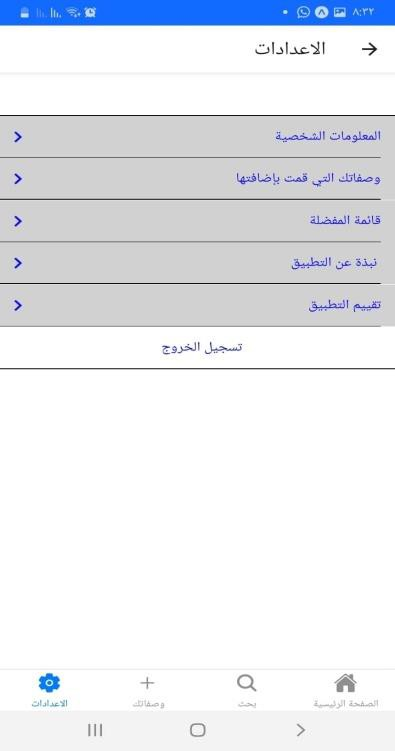 ٨:٣٢
الاعدادات
المعلومات الشخصية
وصفاتك التي قمت بإضافتها
قائمة المفضلة
نبذة عن التطبيق
تقييم التطبيق
تسجيل الخروج
الصفحة الرئيسية
بحث
وصفاتك
الاعدادات